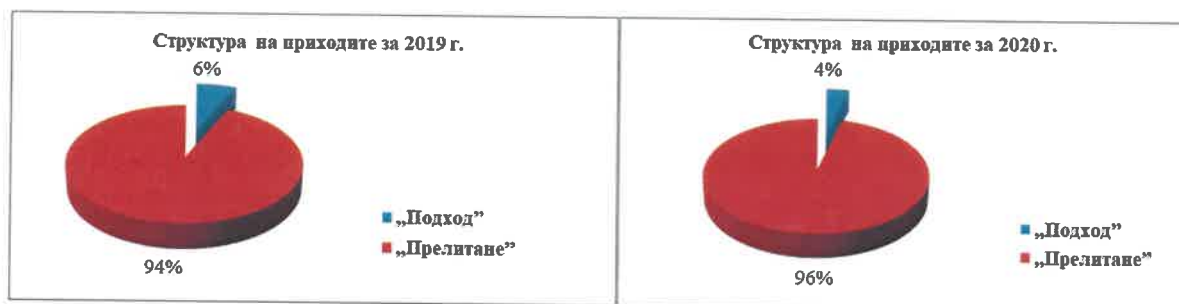 Структура на приходите за 2019 г.
6%
„Подход”
„Прелитане”
94%
Структура на приходите за 2020 г.
4%
„Подход”
„Прелитане”
96%